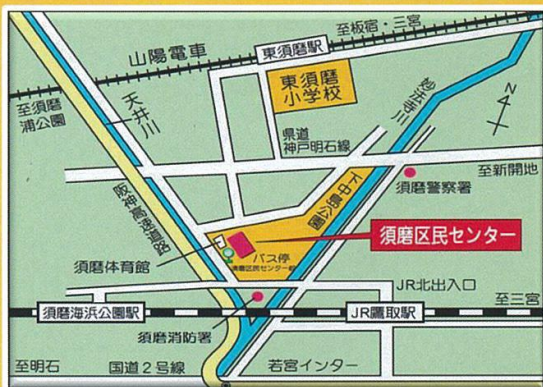 至板宿・三宮
東須磨駅
山陽電車
東須磨
小学校
至須磨
浦公園
天井川
妙法寺川
N
県道
神戸明石線
至新開地
須磨警察署
下中島公園
阪神高速道路
須磨区民センター
バス停
須磨区民センター前
須磨体育館
JR北出入口
至三宮
須磨海浜公園駅
JR鷹取駅
須磨消防署
至明石
国道2号線
若宮インター